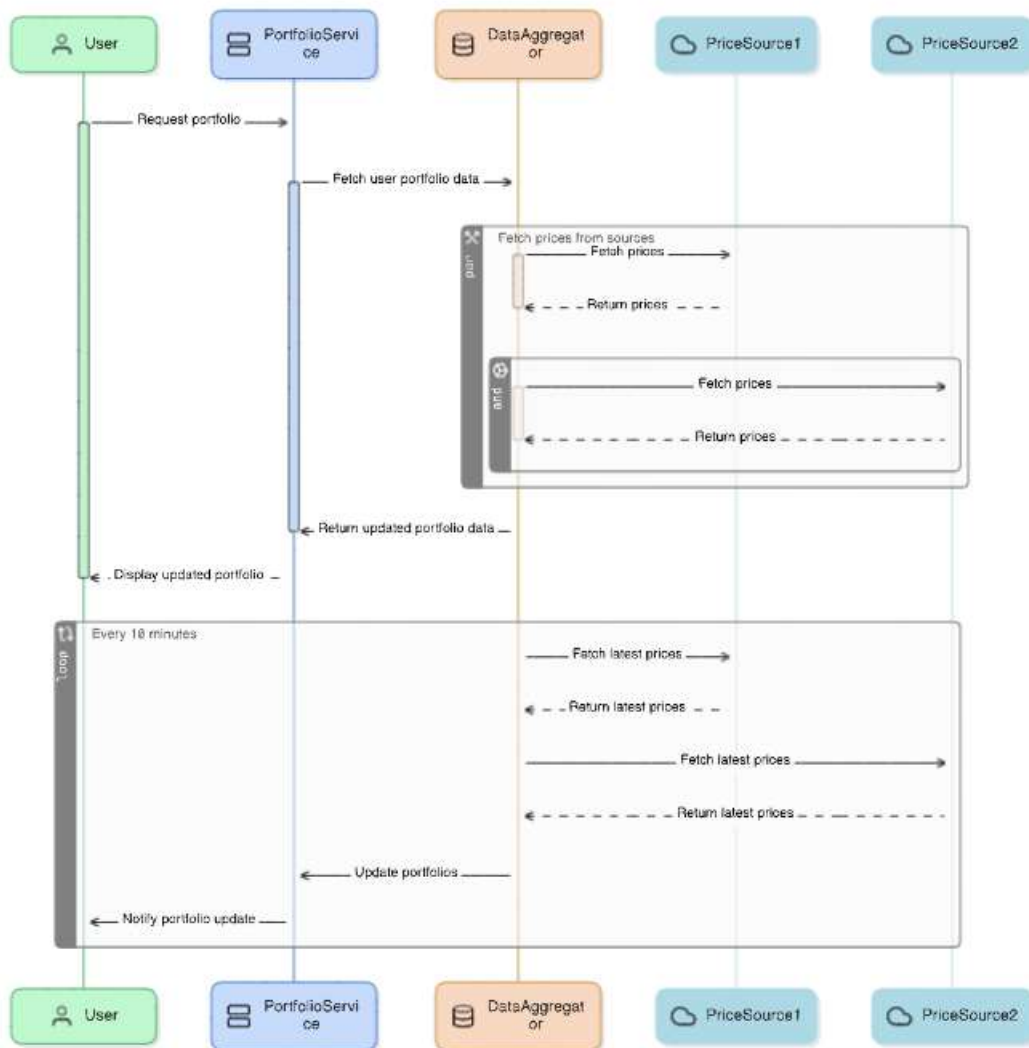 User
PortfolioServi
ce
DataAggregat
or
PriceSource1
PriceSource2
Request portfolio
Fetch user portfolio data
par
Fetch prices from sources
Fetch prices
Return prices
and
Fetch prices
Return prices
Return updated portfolio data
Display updated portfolio
loop
Every 10 minutes
Fetch latest prices
Return latest prices
Fetch latest prices
Return latest prices
Update portfolios
Notify portfolio update
User
PortfolioServi
ce
DataAggregat
or
PriceSource1
PriceSource2